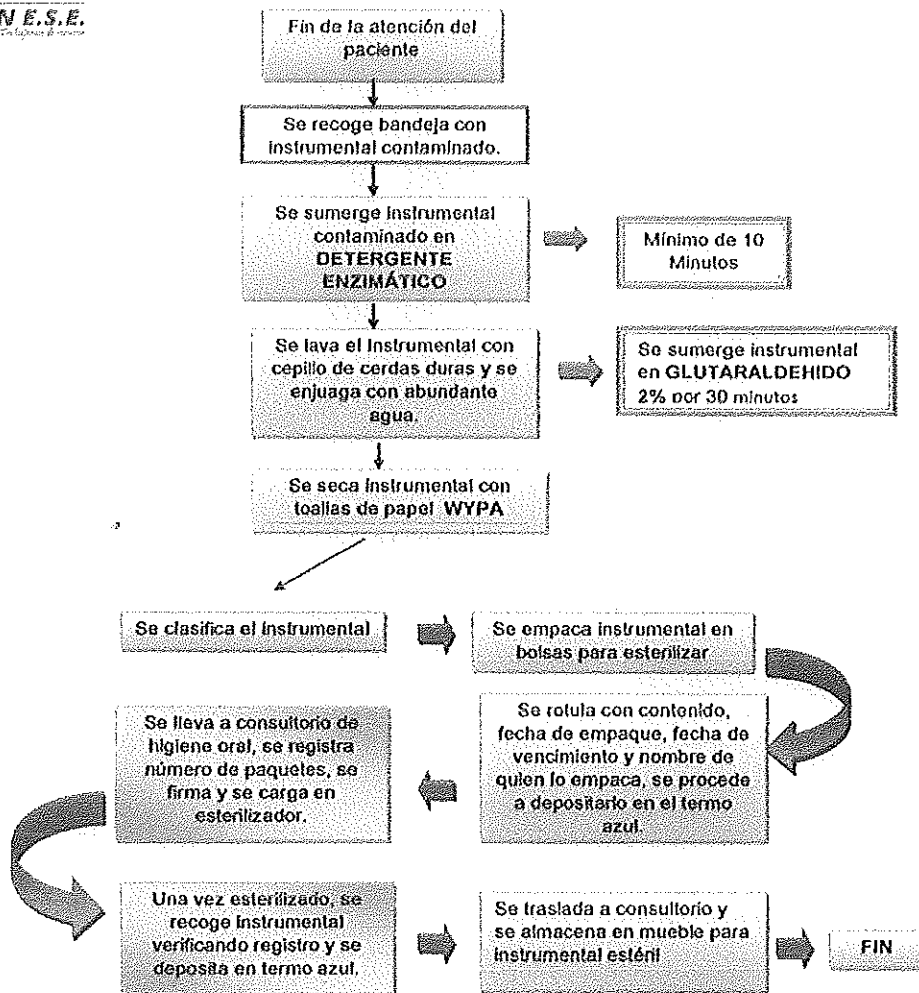 N E.S.E.
Fin de la atención del
paciente
Se recoge bandeja con
instrumental contaminado.
Se sumerge instrumental
contaminado en
DETERGENTE
ENZIMÁTICO
Mínimo de 10
Minutos
Se lava el instrumental con
cepillo de cerdas duras y se
enjuaga con abundante
agua.
Se sumerge instrumental
en GLUTARALDEHIDO
2% por 30 minutos
Se seca instrumental con
toallas de papel WYPA
Se clasifica el instrumental
Se empaca instrumental en
bolsas para esterilizar
Se rotula con contenido,
fecha de empaque, fecha de
vencimiento y nombre de
quien lo empaca, se procede
a depositarlo en el termo
azul.
Se lleva a consultorio de
higiene oral, se registra
número de paquetes, se
firma y se carga en
esterilizador.
Una vez esterilizado, se
recoge instrumental
verificando registro y se
deposita en termo azul.
Se traslada a consultorio y
se almacena en mueble para
instrumental estéril
FIN